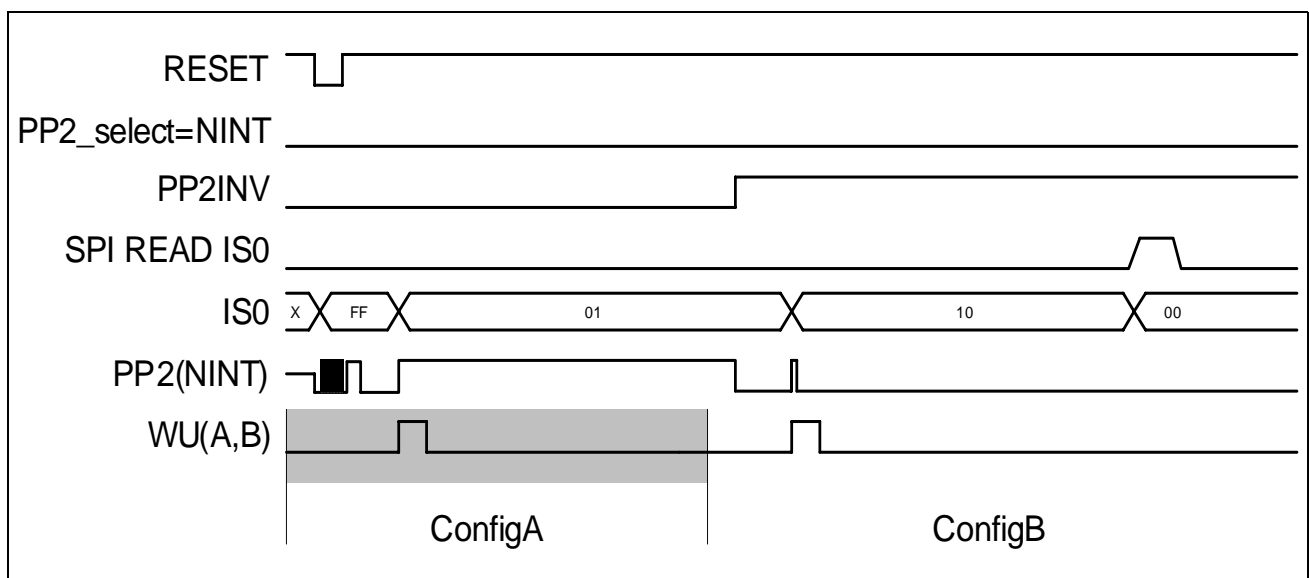 RESET
PP2_select=NINT
PP2INV
SPI READ IS0
IS0 X FF 01 10 00
PP2(NINT)
WU(A,B)
ConfigA ConfigB